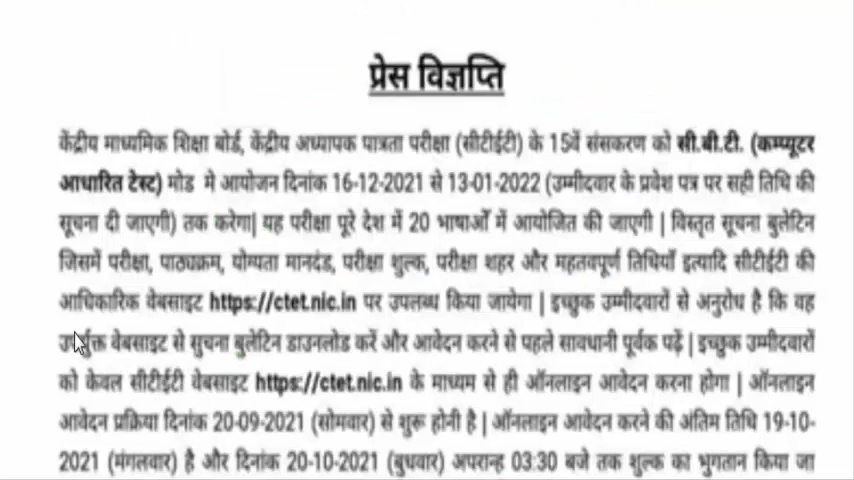 प्रेस विज्ञप्ति
केंद्रीय माध्यमिक शिक्षा बोर्ड, केंद्रीय अध्यापक पात्रता परीक्षा (सीटीईटी) के 15वें संसकरण को सी.बी.टी. (कम्प्यूटर
आधारित टेस्ट) मोड मे आयोजन दिनांक 16-12-2021 से 13-01-2022 (उम्मीदवार के प्रवेश पत्र पर सही तिथि की
सूचना दी जाएगी) तक करेगा| यह परीक्षा पूरे देश में 20 भाषाओँ में आयोजित की जाएगी | विस्तृत सूचना बुलेटिन
जिसमें परीक्षा, पाठ्यक्रम, योग्यता मानदंड, परीक्षा शुल्क, परीक्षा शहर और महतवपूर्ण तिथियाँ इत्यादि सीटीईटी की
आधिकारिक वेबसाइट https://ctet.nic.in पर उपलब्ध किया जायेगा | इच्छुक उम्मीदवारों से अनुरोध है कि वह
उपर्युक्त वेबसाइट से सुचना बुलेटिन डाउनलोड करें और आवेदन करने से पहले सावधानी पूर्वक पढ़ें | इच्छुक उम्मीदवारों
को केवल सीटीईटी वेबसाइट https://ctet.nic.in के माध्यम से ही ऑनलाइन आवेदन करना होगा | ऑनलाइन
आवेदन प्रक्रिया दिनांक 20-09-2021 (सोमवार) से शुरू होनी है | ऑनलाइन आवेदन करने की अंतिम तिथि 19-10-
2021 (मंगलवार) है और दिनांक 20-10-2021 (बुधवार) अपरान्ह 03:30 बजे तक शुल्क का भुगतान किया जा